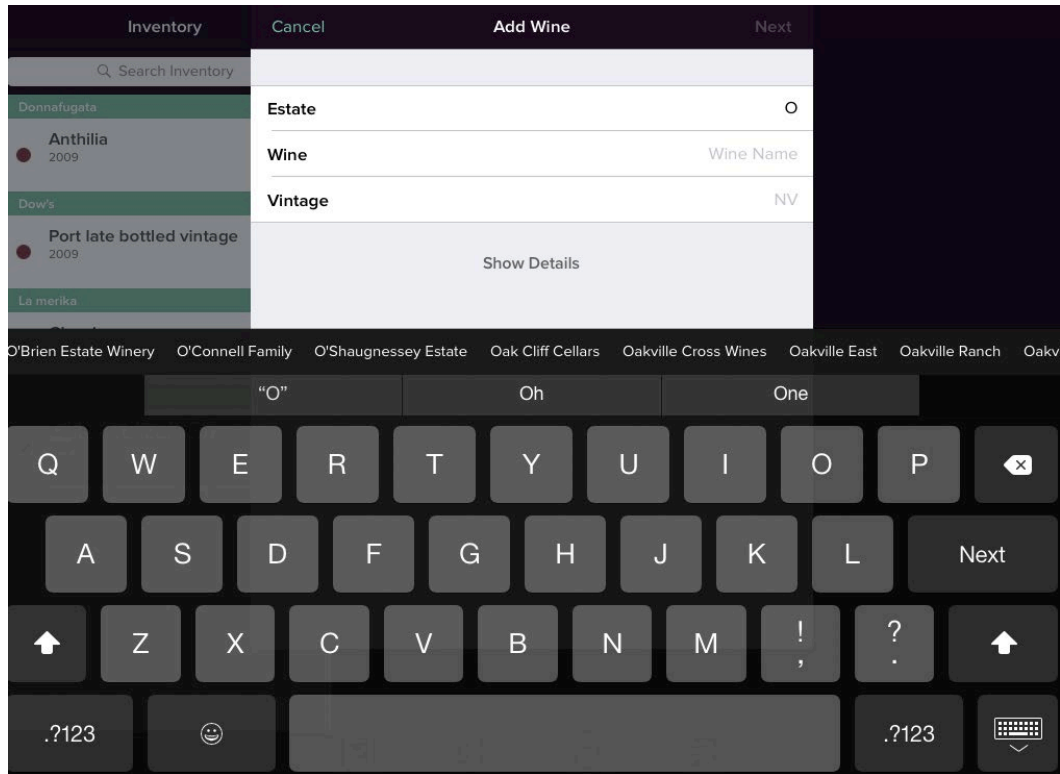 Inventory Cancel Add Wine Next
Search Inventory
Donnafugata
Estate O
Anthilia
2009
Wine Wine Name
Dow's
Vintage NV
Port late bottled vintage
2009
Show Details
La merika
O'Brien Estate Winery O'Connell Family O'Shaugnessey Estate Oak Cliff Cellars Oakville Cross Wines Oakville East Oakville Ranch Oakv
“O” Oh One
Q W E R T Y U I O P
A S D F G H J K L Next
Z X C V B N M ! , ? .
.?123 .?123